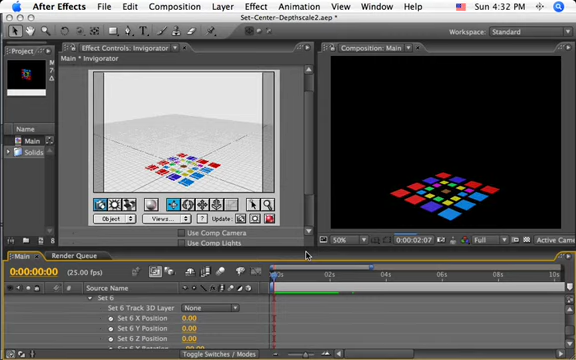 After Effects File Edit Composition Layer Effect Animation View Window Help Sun 4:32 PM
Set-Center-Depthscale2.aep *
Workspace: Standard
Project
Effect Controls: Invigorator
Composition: Main
Main * Invigorator
Name
Main
Solids
Object
Views...
?
Update
Use Comp Camera
Use Comp Lights
8
50%
0:00:02:07
Full
Active Came
Main
Render Queue
0:00:00:00
(25.00 fps)
02s
04s
06s
08s
Source Name
Set 6
Set 6 Track 3D Layer None
Set 6 X Position 0.00
Set 6 Y Position 0.00
Set 6 Z Position 0.00
Toggle Switches / Modes